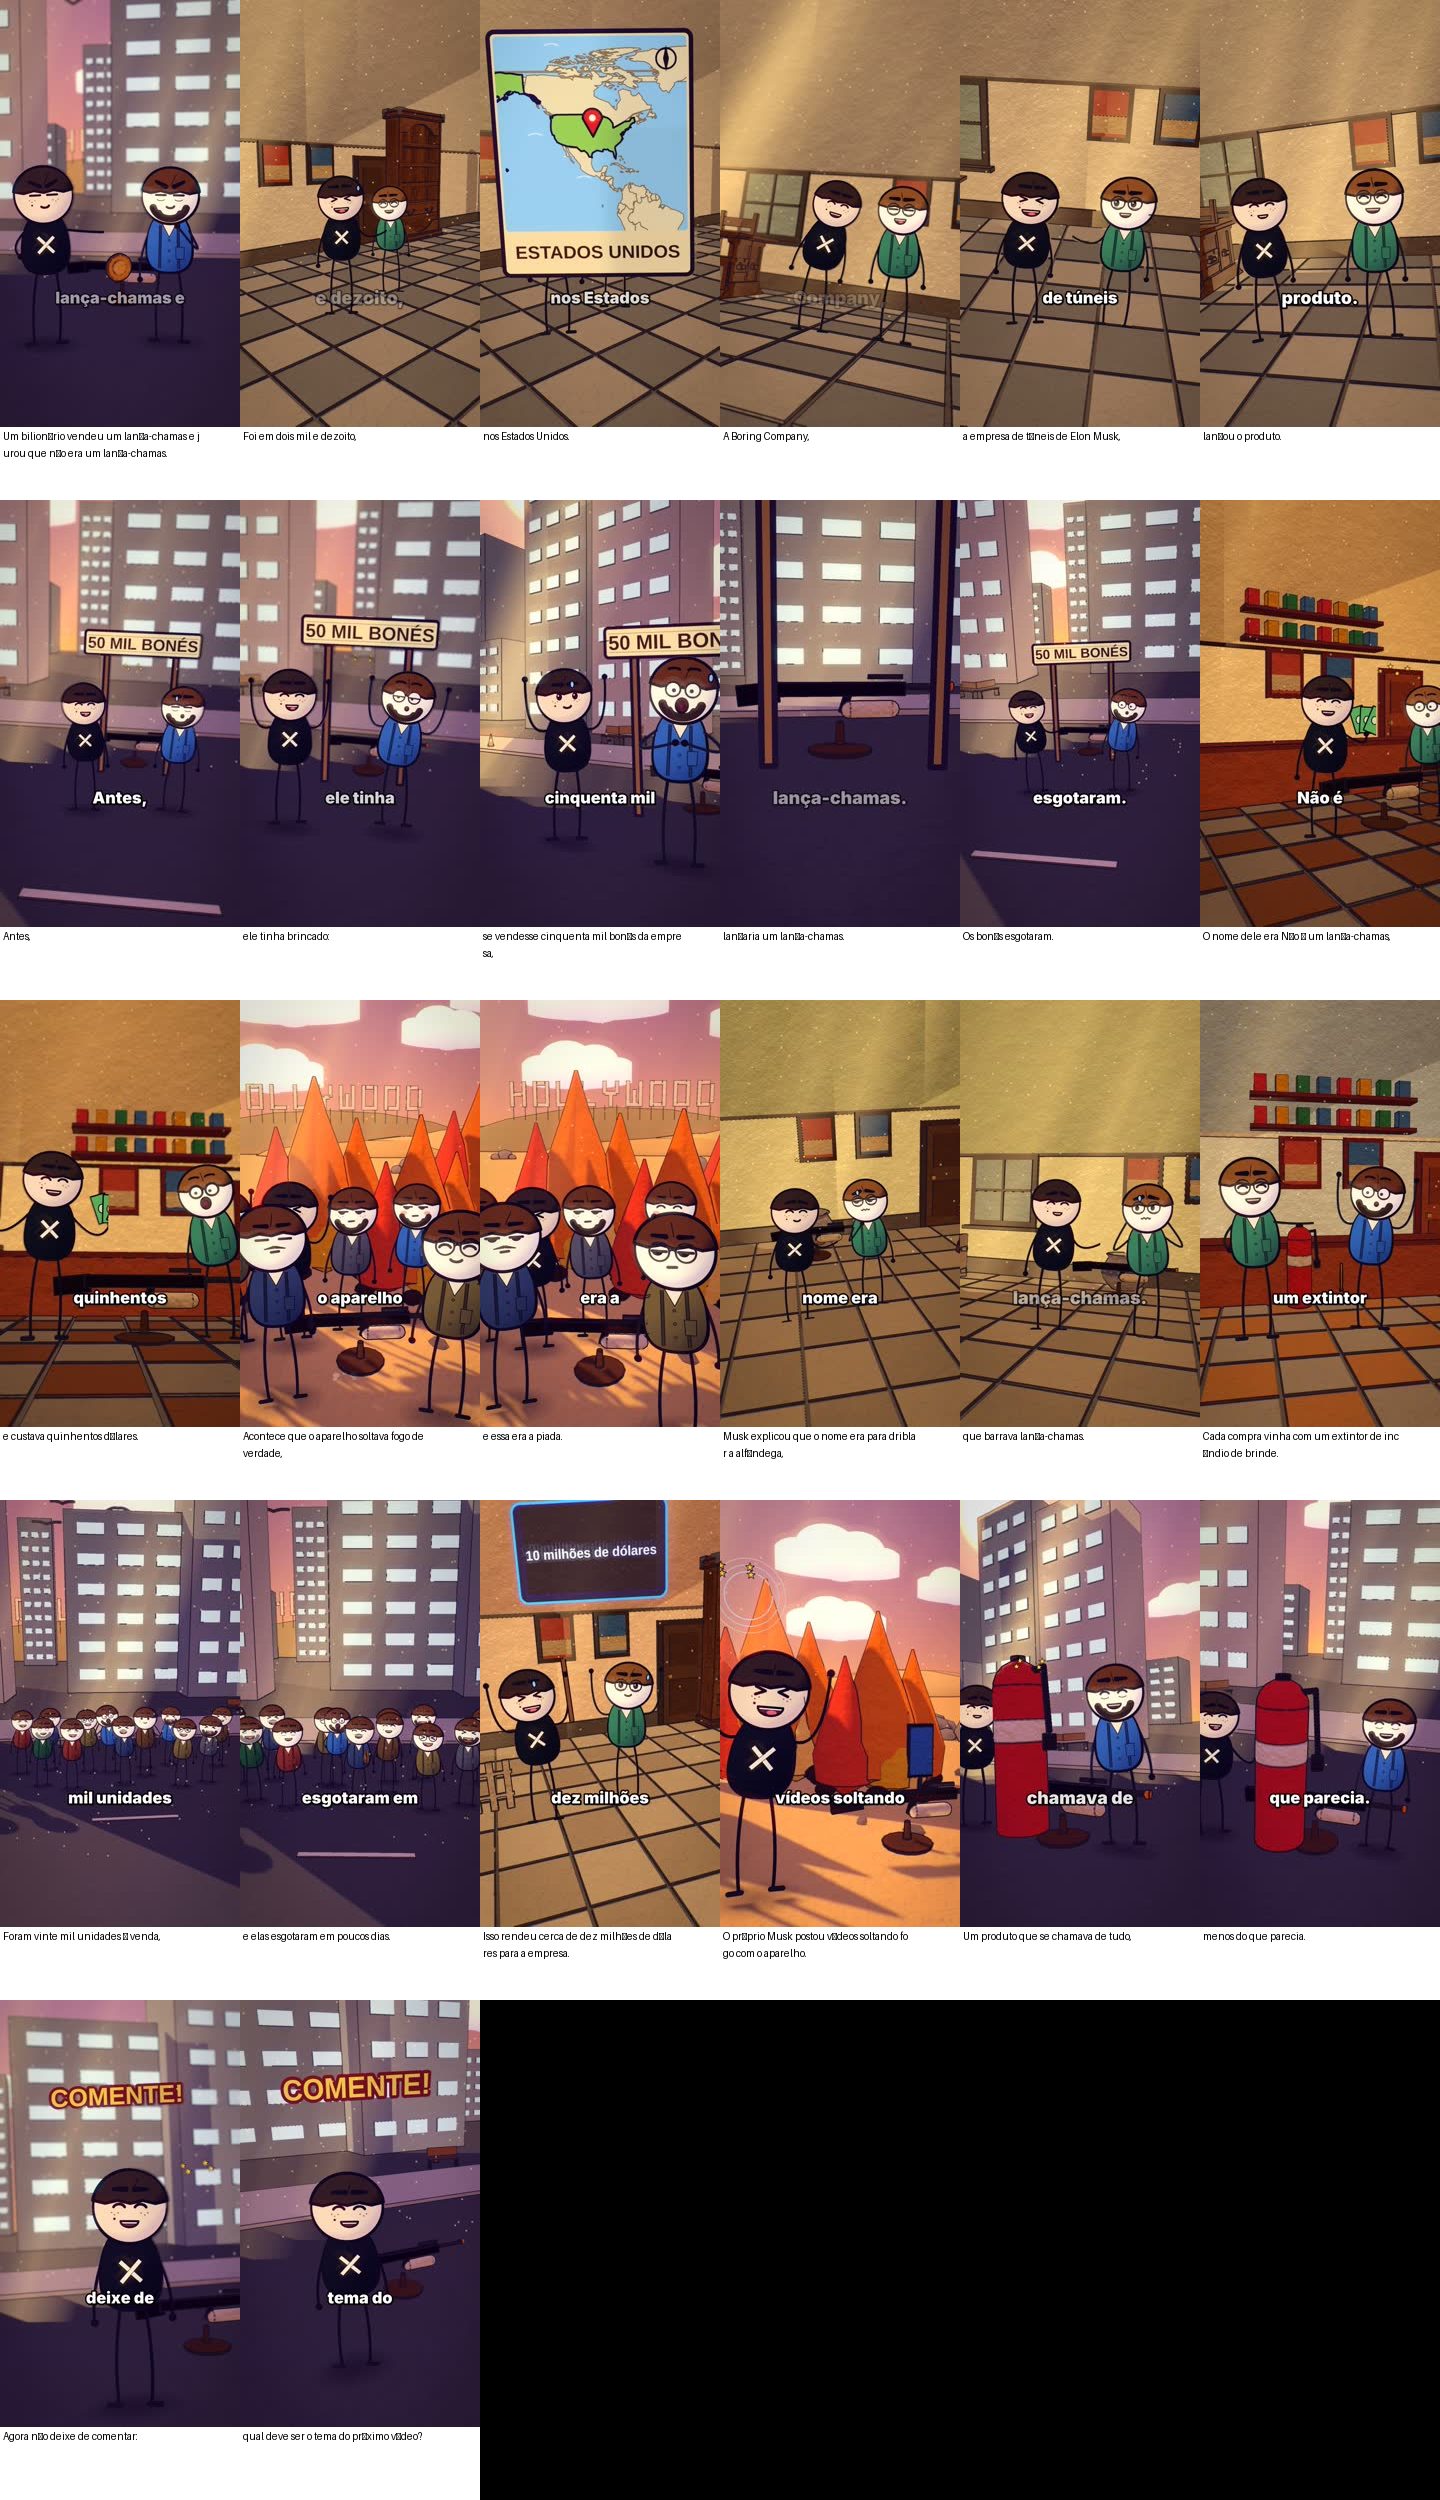 lança-chamas e
Um bilion□rio vendeu um lan□a-chamas e j
urou que n□o era um lan□a-chamas.
e dezoito,
Foi em dois mil e dezoito,
ESTADOS UNIDOS
nos Estados
nos Estados Unidos.
Company,
A Boring Company,
de túneis
a empresa de t□neis de Elon Musk,
produto.
lan□ou o produto.
50 MIL BONÉS
Antes,
Antes,
50 MIL BONÉS
ele tinha
ele tinha brincado:
50 MIL BON
cinquenta mil
se vendesse cinquenta mil bon□s da empre
sa,
lança-chamas.
lan□aria um lan□a-chamas.
50 MIL BONÉS
esgotaram.
Os bon□s esgotaram.
Não é
O nome dele era N□o □ um lan□a-chamas,
quinhentos
e custava quinhentos d□lares.
OLLYWOOD
o aparelho
Acontece que o aparelho soltava fogo de
verdade,
HOLLYWOOD
era a
e essa era a piada.
nome era
Musk explicou que o nome era para dribla
r a alf□ndega,
lança-chamas.
que barrava lan□a-chamas.
um extintor
Cada compra vinha com um extintor de inc
□ndio de brinde.
mil unidades
Foram vinte mil unidades □ venda,
esgotaram em
e elas esgotaram em poucos dias.
10 milhões de dólares
dez milhões
Isso rendeu cerca de dez milh□es de d□la
res para a empresa.
vídeos soltando
O pr□prio Musk postou v□deos soltando fo
go com o aparelho.
chamava de
Um produto que se chamava de tudo,
que parecia.
menos do que parecia.
COMENTE!
deixe de
Agora n□o deixe de comentar:
COMENTE!
tema do
qual deve ser o tema do pr□ximo v□deo?